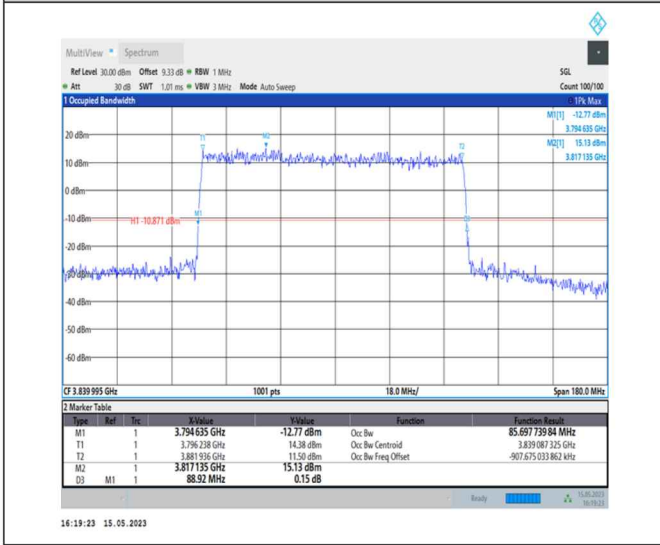 MultiView Spectrum
Ref Level 30.00 dBm Offset 9.33 dB RBW 1 MHz SGL
Att 30 dB SWT 1.01 ms VBW 3 MHz Mode Auto Sweep Count 100/100
1 Occupied Bandwidth 1Pk Max
M1[1] -12.77 dBm
3.794 635 GHz
M2[1] 15.13 dBm
3.817 135 GHz
20 dBm
T1
M2
T2
10 dBm
0 dBm
M1
-10 dBm
H1 -10.871 dBm
D3
-20 dBm
-30 dBm
-40 dBm
-50 dBm
-60 dBm
CF 3.839 995 GHz 1001 pts 18.0 MHz/ Span 180.0 MHz
2 Marker Table
Type Ref Trc X-Value Y-Value Function Function Result
M1 1 3.794 635 GHz -12.77 dBm Occ Bw 85.697 739 84 MHz
T1 1 3.796 238 GHz 14.38 dBm Occ Bw Centroid 3.839 087 325 GHz
T2 1 3.881 936 GHz 11.50 dBm Occ Bw Freq Offset -907.675 033 862 kHz
M2 1 3.817 135 GHz 15.13 dBm
D3 M1 1 88.92 MHz 0.15 dB
Ready 15.05.2023
16:19:23
16:19:23 15.05.2023